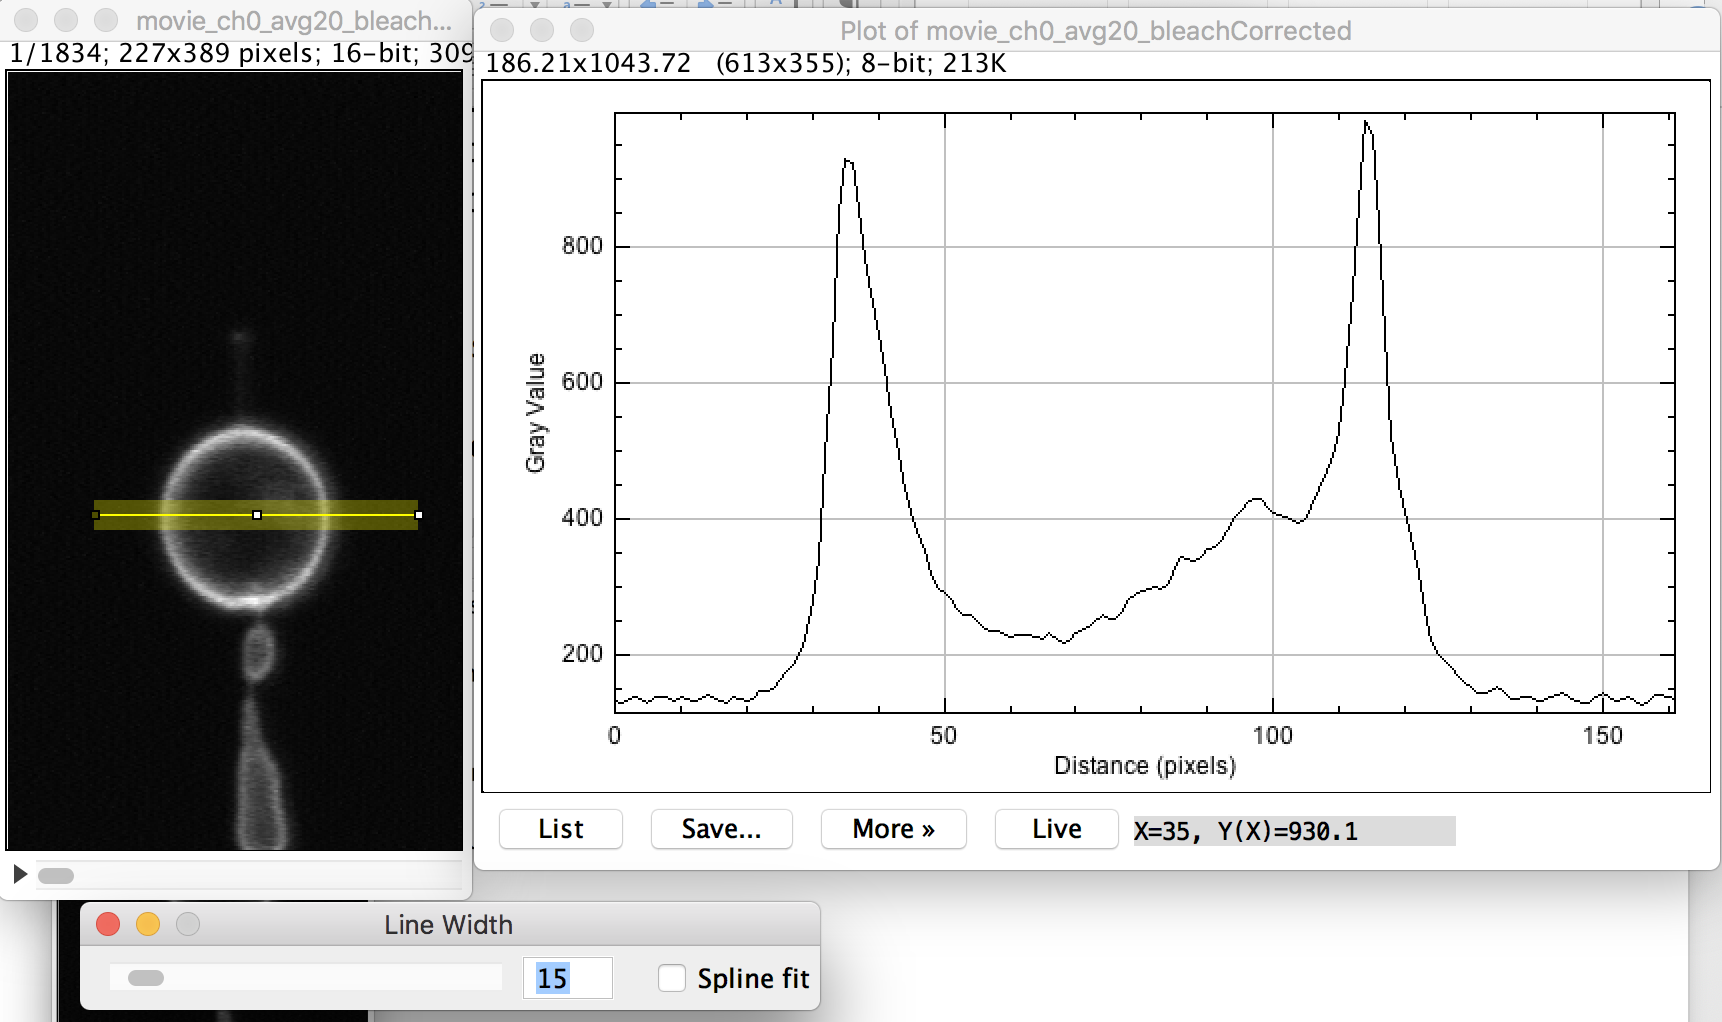 movie_ch0_avg20_bleach...
1/1834; 227x389 pixels; 16-bit; 309
Plot of movie_ch0_avg20_bleachCorrected
186.21x1043.72 (613x355); 8-bit; 213K
800
600
400
200
Gray Value
0 50 100 150
Distance (pixels)
List Save... More » Live X=35, Y(X)=930.1
Line Width
15 Spline fit